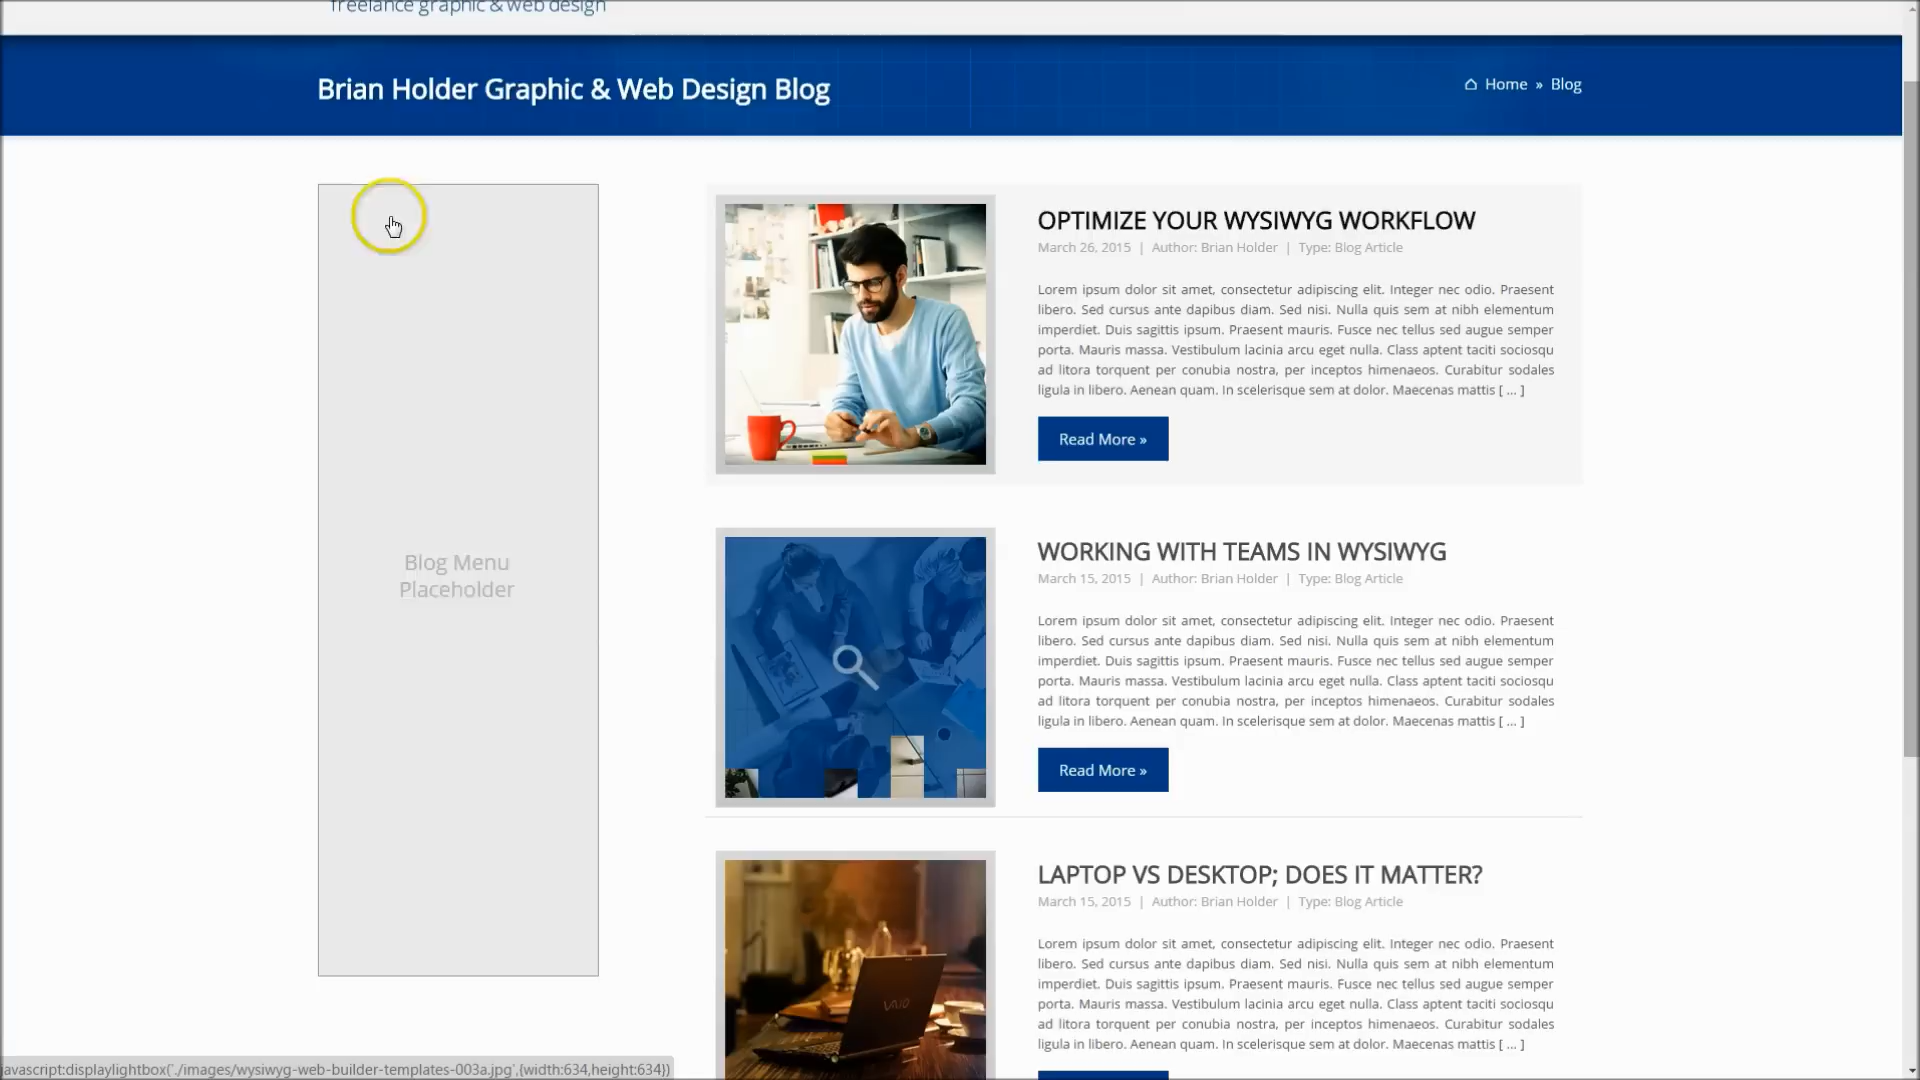 freelance graphic & web design
Brian Holder Graphic & Web Design Blog
Home » Blog
Blog Menu
Placeholder
OPTIMIZE YOUR WYSIWYG WORKFLOW
March 26, 2015 | Author: Brian Holder | Type: Blog Article
Lorem ipsum dolor sit amet, consectetur adipiscing elit. Integer nec odio. Praesent
libero. Sed cursus ante dapibus diam. Sed nisi. Nulla quis sem at nibh elementum
imperdiet. Duis sagittis ipsum. Praesent mauris. Fusce nec tellus sed augue semper
porta. Mauris massa. Vestibulum lacinia arcu eget nulla. Class aptent taciti sociosqu
ad litora torquent per conubia nostra, per inceptos himenaeos. Curabitur sodales
ligula in libero. Aenean quam. In scelerisque sem at dolor. Maecenas mattis [ ... ]
Read More »
WORKING WITH TEAMS IN WYSIWYG
March 15, 2015 | Author: Brian Holder | Type: Blog Article
Lorem ipsum dolor sit amet, consectetur adipiscing elit. Integer nec odio. Praesent
libero. Sed cursus ante dapibus diam. Sed nisi. Nulla quis sem at nibh elementum
imperdiet. Duis sagittis ipsum. Praesent mauris. Fusce nec tellus sed augue semper
porta. Mauris massa. Vestibulum lacinia arcu eget nulla. Class aptent taciti sociosqu
ad litora torquent per conubia nostra, per inceptos himenaeos. Curabitur sodales
ligula in libero. Aenean quam. In scelerisque sem at dolor. Maecenas mattis [ ... ]
Read More »
LAPTOP VS DESKTOP; DOES IT MATTER?
March 15, 2015 | Author: Brian Holder | Type: Blog Article
Lorem ipsum dolor sit amet, consectetur adipiscing elit. Integer nec odio. Praesent
libero. Sed cursus ante dapibus diam. Sed nisi. Nulla quis sem at nibh elementum
imperdiet. Duis sagittis ipsum. Praesent mauris. Fusce nec tellus sed augue semper
porta. Mauris massa. Vestibulum lacinia arcu eget nulla. Class aptent taciti sociosqu
ad litora torquent per conubia nostra, per inceptos himenaeos. Curabitur sodales
ligula in libero. Aenean quam. In scelerisque sem at dolor. Maecenas mattis [ ... ]
VAIO
javascript:displaylightbox('./images/wysiwyg-web-builder-templates-003a.jpg',{width:634,height:634})